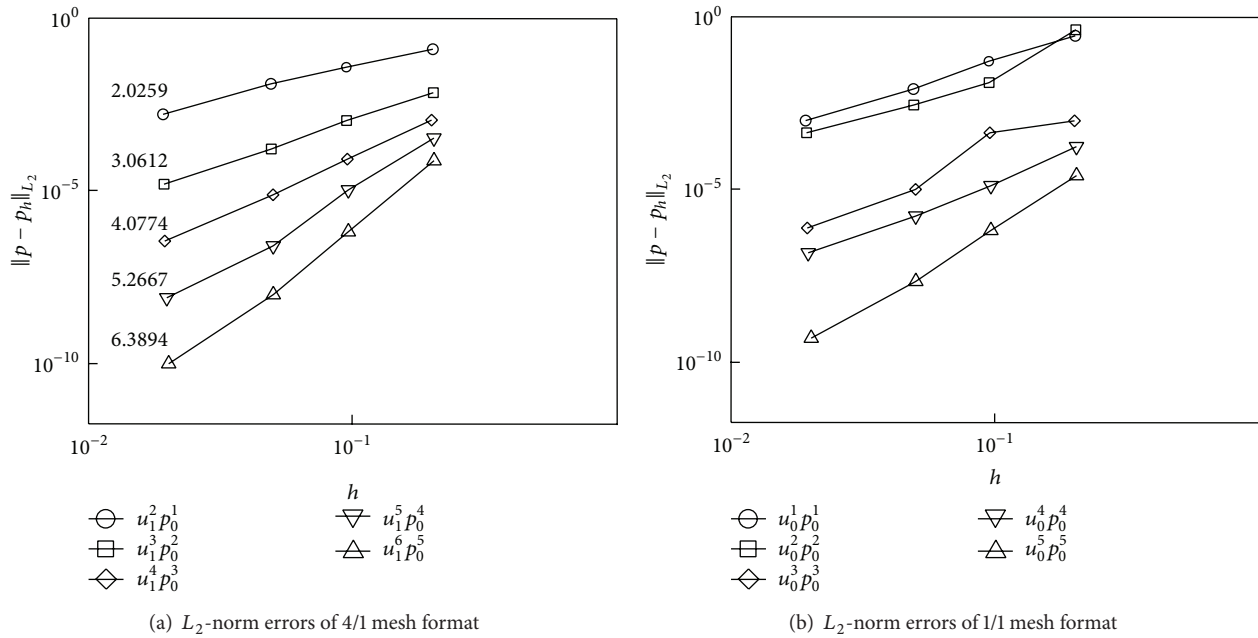 10^0
10^{-5}
10^{-10}
‖p − p_h‖_{L_2}
2.0259
3.0612
4.0774
5.2667
6.3894
10^{-2}
10^{-1}
h
u_1^2 p_0^1
u_1^3 p_0^2
u_1^4 p_0^3
u_1^5 p_0^4
u_1^6 p_0^5
(a) L_2-norm errors of 4/1 mesh format
10^0
10^{-5}
10^{-10}
‖p − p_h‖_{L_2}
10^{-2}
10^{-1}
h
u_0^1 p_0^1
u_0^2 p_0^2
u_0^3 p_0^3
u_0^4 p_0^4
u_0^5 p_0^5
(b) L_2-norm errors of 1/1 mesh format